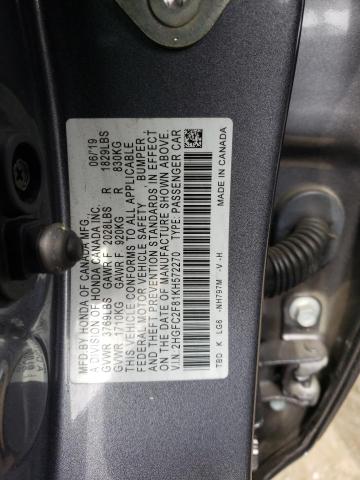 MFD BY HONDA OF CANADA MFG. 06/'19
A DIVISION OF HONDA CANADA INC.
GVWR 3769LBS GAWR F 2028LBS R 1829LBS
GVWR 1710KG GAWR F 920KG R 830KG
THIS VEHICLE CONFORMS TO ALL APPLICABLE
FEDERAL MOTOR VEHICLE SAFETY BUMPER
AND THEFT PREVENTION STANDARDS IN EFFECT
ON THE DATE OF MANUFACTURE SHOWN ABOVE.
V.I.N. 2HGFC2F81KH572270 TYPE: PASSENGER CAR
TBD K LG6 -NH797M -V -H MADE IN CANADA